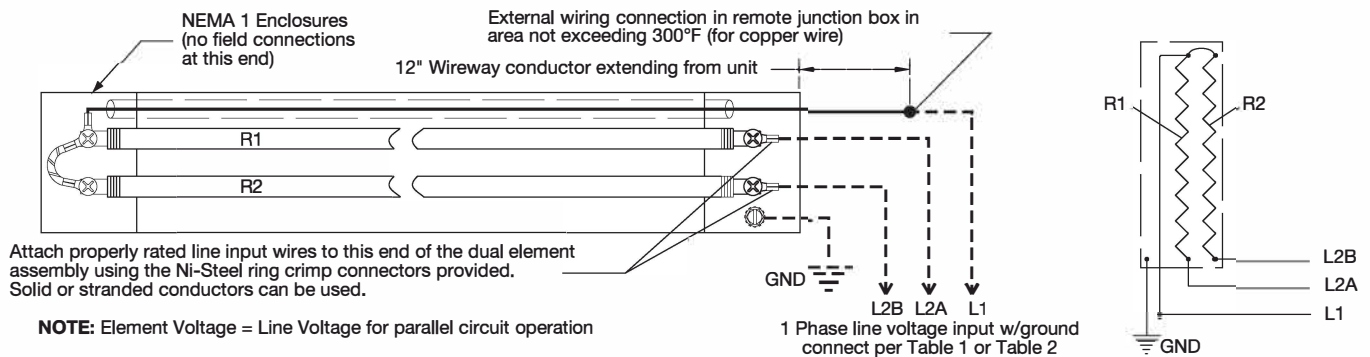 NEMA 1 Enclosures
(no field connections
at this end)
External wiring connection in remote junction box in
area not exceeding 300°F (for copper wire)
12" Wireway conductor extending from unit
R1
R2
Attach properly rated line input wires to this end of the dual element
assembly using the Ni-Steel ring crimp connectors provided.
Solid or stranded conductors can be used.
GND
L2B L2A L1
NOTE: Element Voltage = Line Voltage for parallel circuit operation
1 Phase line voltage input w/ground
connect per Table 1 or Table 2
R1
R2
L2B
L2A
L1
GND